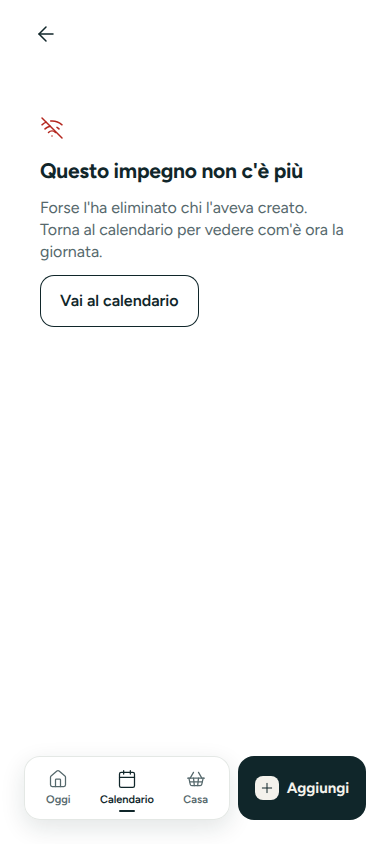 Questo impegno non c'è più
Forse l'ha eliminato chi l'aveva creato.
Torna al calendario per vedere com'è ora la
giornata.
Vai al calendario
Oggi
Calendario
Casa
Aggiungi